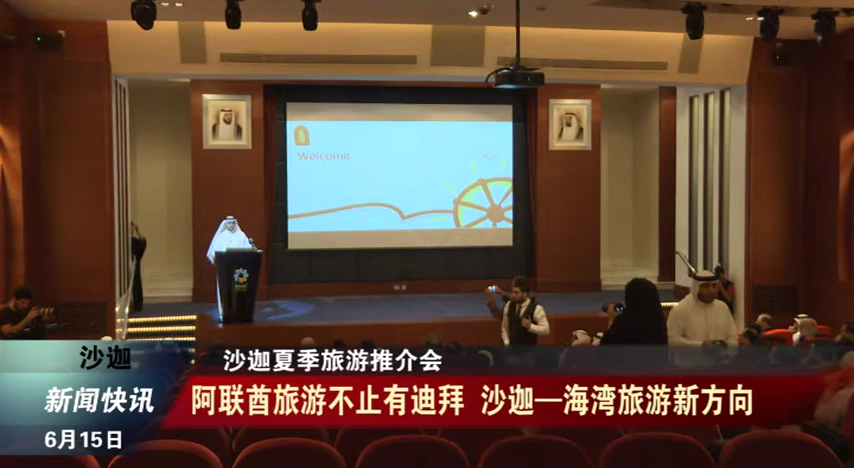 Welcome
沙迦
沙迦夏季旅游推介会
新闻快讯
阿联酋旅游不止有迪拜 沙迦—海湾旅游新方向
6月15日